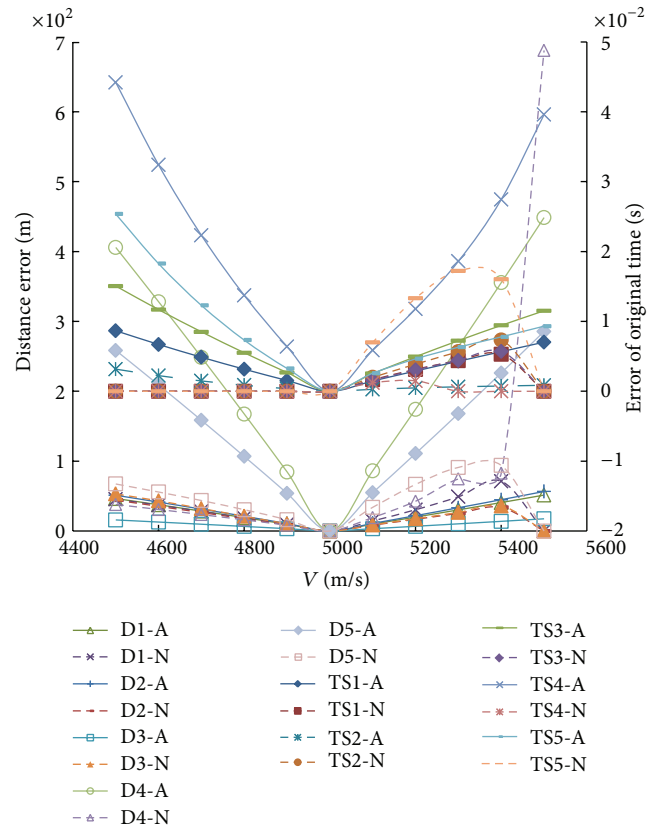 ×10²
×10⁻²
7
5
6
4
5
3
4
2
3
1
2
0
1
−1
0
−2
Distance error (m)
Error of original time (s)
4400
4600
4800
5000
5200
5400
5600
V (m/s)
D1-A
D1-N
D2-A
D2-N
D3-A
D3-N
D4-A
D4-N
D5-A
D5-N
TS1-A
TS1-N
TS2-A
TS2-N
TS3-A
TS3-N
TS4-A
TS4-N
TS5-A
TS5-N